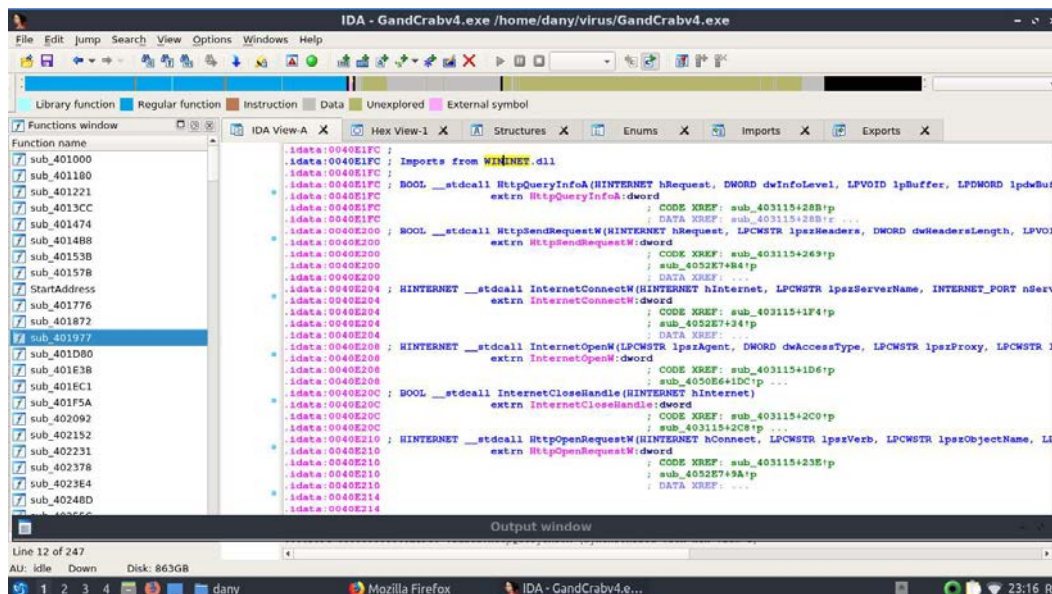 IDA - GandCrabv4.exe /home/dany/virus/GandCrabv4.exe
File Edit Jump Search View Options Windows Help
Library function Regular function Instruction Data Unexplored External symbol
Functions window
IDA View-A Hex View-1 Structures Enums Imports Exports
Function name
sub_401000
sub_401180
sub_401221
sub_4013CC
sub_401474
sub_4014B8
sub_40153B
sub_40157B
StartAddress
sub_401776
sub_401872
sub_401977
sub_401D80
sub_401E3B
sub_401EC1
sub_401F5A
sub_402092
sub_402152
sub_402231
sub_402378
sub_4023E4
sub_40248D
.idata:0040E1FC ;
.idata:0040E1FC ; Imports from WININET.dll
.idata:0040E1FC ;
.idata:0040E1FC ; BOOL __stdcall HttpQueryInfoA(HINTERNET hRequest, DWORD dwInfoLevel, LPVOID lpBuffer, LPDWORD lpdwBuf
.idata:0040E1FC extrn HttpQueryInfoA:dword
.idata:0040E1FC ; CODE XREF: sub_403115+28B↑p
.idata:0040E1FC ; DATA XREF: sub_403115+28B↑r ...
.idata:0040E200 ; BOOL __stdcall HttpSendRequestW(HINTERNET hRequest, LPCWSTR lpszHeaders, DWORD dwHeadersLength, LPVOI
.idata:0040E200 extrn HttpSendRequestW:dword
.idata:0040E200 ; CODE XREF: sub_403115+269↑p
.idata:0040E200 ; sub_4052E7+B4↑p
.idata:0040E200 ; DATA XREF: ...
.idata:0040E204 ; HINTERNET __stdcall InternetConnectW(HINTERNET hInternet, LPCWSTR lpszServerName, INTERNET_PORT nServ
.idata:0040E204 extrn InternetConnectW:dword
.idata:0040E204 ; CODE XREF: sub_403115+1F4↑p
.idata:0040E204 ; sub_4052E7+34↑p
.idata:0040E204 ; DATA XREF: ...
.idata:0040E208 ; HINTERNET __stdcall InternetOpenW(LPCWSTR lpszAgent, DWORD dwAccessType, LPCWSTR lpszProxy, LPCWSTR l
.idata:0040E208 extrn InternetOpenW:dword
.idata:0040E208 ; CODE XREF: sub_403115+1D6↑p
.idata:0040E208 ; sub_4050E6+1DC↑p ...
.idata:0040E20C ; BOOL __stdcall InternetCloseHandle(HINTERNET hInternet)
.idata:0040E20C extrn InternetCloseHandle:dword
.idata:0040E20C ; CODE XREF: sub_403115+2C0↑p
.idata:0040E20C ; sub_403115+2C8↑p ...
.idata:0040E210 ; HINTERNET __stdcall HttpOpenRequestW(HINTERNET hConnect, LPCWSTR lpszVerb, LPCWSTR lpszObjectName, LP
.idata:0040E210 extrn HttpOpenRequestW:dword
.idata:0040E210 ; CODE XREF: sub_403115+23E↑p
.idata:0040E210 ; sub_4052E7+9A↑p
.idata:0040E210 ; DATA XREF: ...
.idata:0040E214
.idata:0040E214
Output window
Line 12 of 247
AU: idle Down Disk: 863GB
1 2 3 4 dany Mozilla Firefox IDA - GandCrabv4.e... 23:16